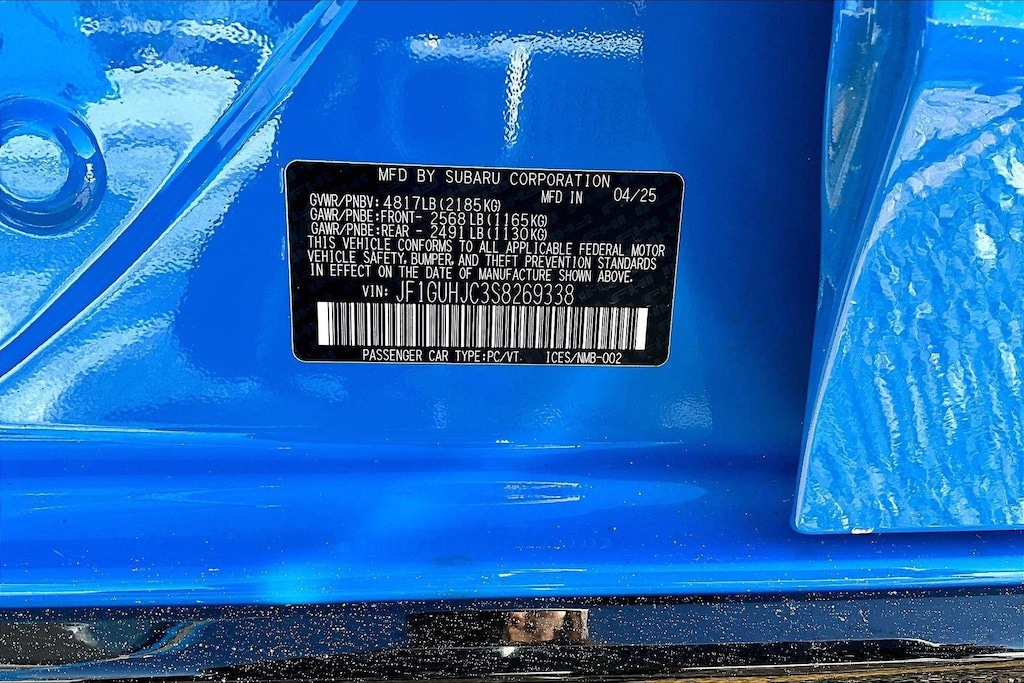 MFD BY SUBARU CORPORATION
MFD IN 04/25
GVWR/PNBV: 4817LB(2185KG)
GAWR/PNBE:FRONT- 2568LB(1165KG)
GAWR/PNBE:REAR - 2491LB(1130KG)
THIS VEHICLE CONFORMS TO ALL APPLICABLE FEDERAL MOTOR
VEHICLE SAFETY, BUMPER, AND THEFT PREVENTION STANDARDS
IN EFFECT ON THE DATE OF MANUFACTURE SHOWN ABOVE.
VIN: JF1GUHJC3S8269338
PASSENGER CAR TYPE:PC/VT. ICES/NMB-002